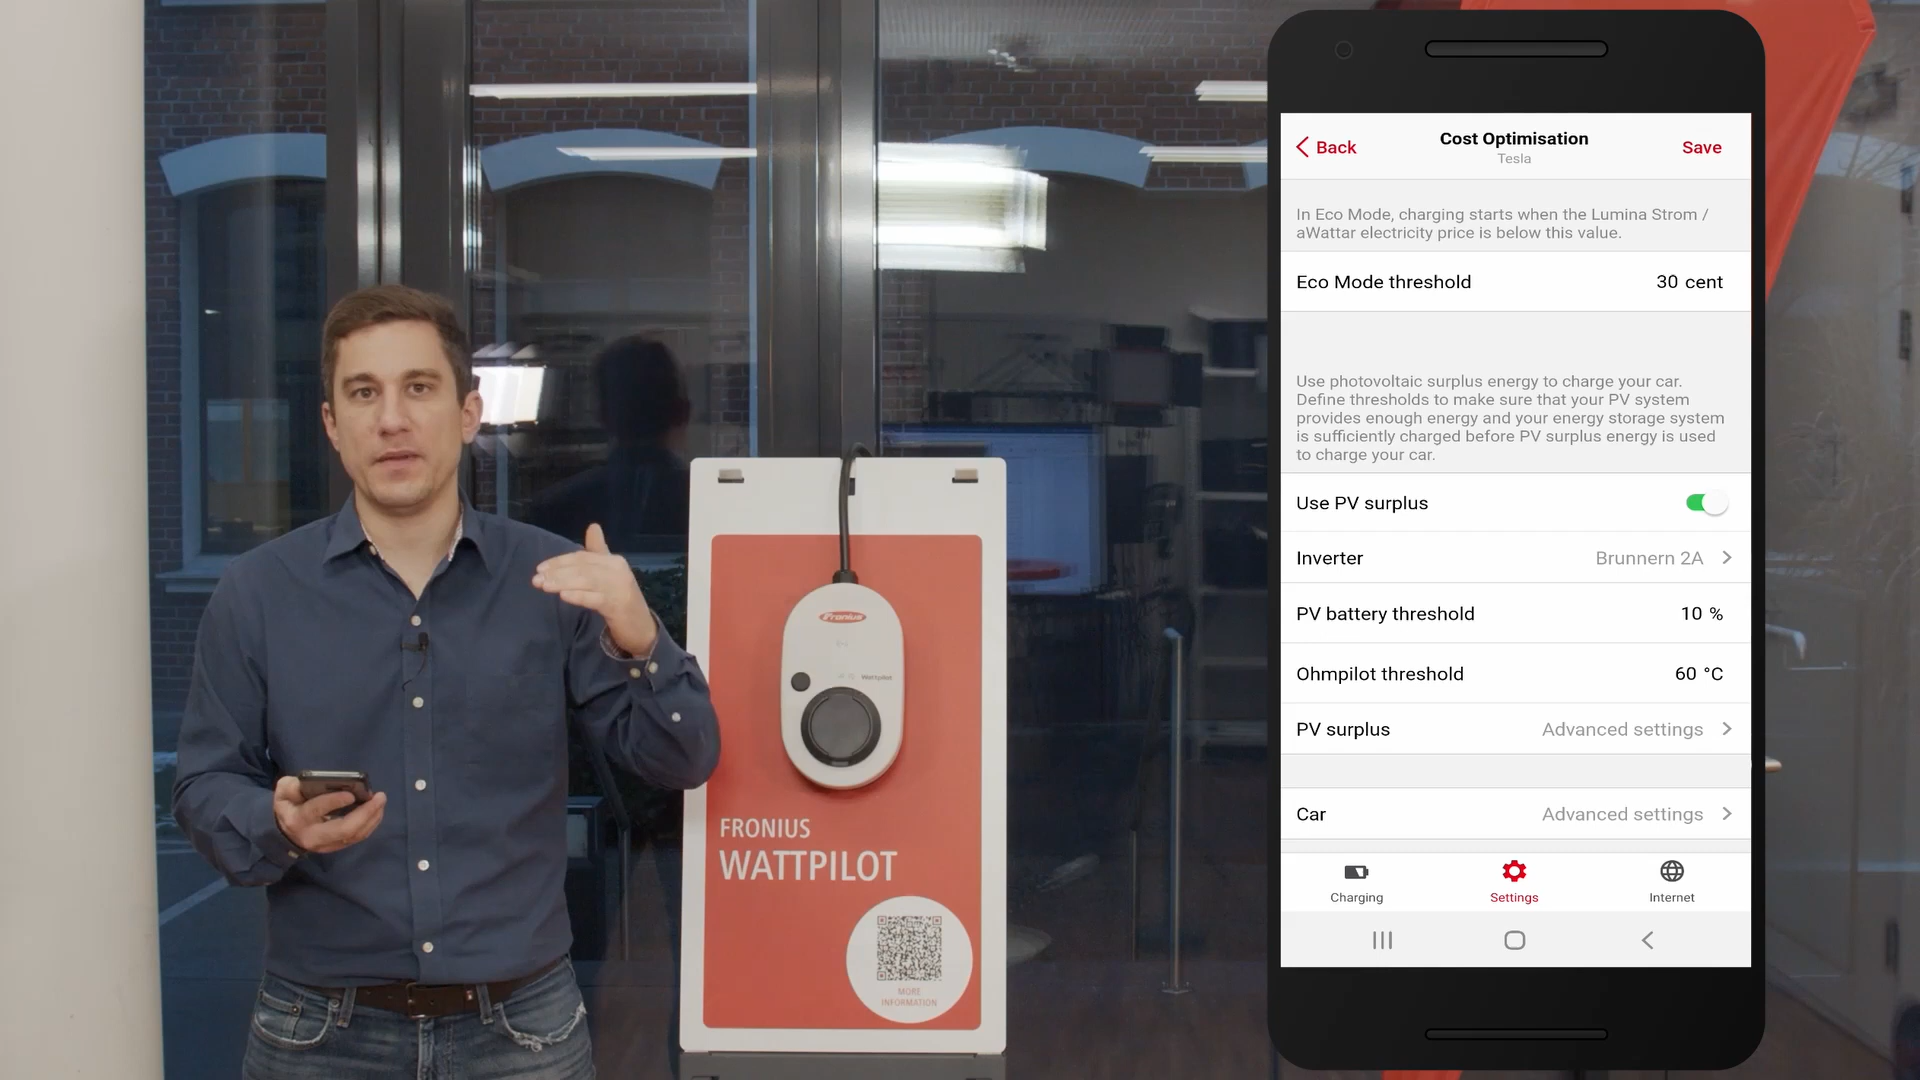 Fronius
Wattpilot
FRONIUS
WATTPILOT
MORE
INFORMATION
Back
Cost Optimisation
Tesla
Save
In Eco Mode, charging starts when the Lumina Strom /
aWattar electricity price is below this value.
Eco Mode threshold 30 cent
Use photovoltaic surplus energy to charge your car.
Define thresholds to make sure that your PV system
provides enough energy and your energy storage system
is sufficiently charged before PV surplus energy is used
to charge your car.
Use PV surplus
Inverter Brunnern 2A
PV battery threshold 10 %
Ohmpilot threshold 60 °C
PV surplus Advanced settings
Car Advanced settings
Charging
Settings
Internet